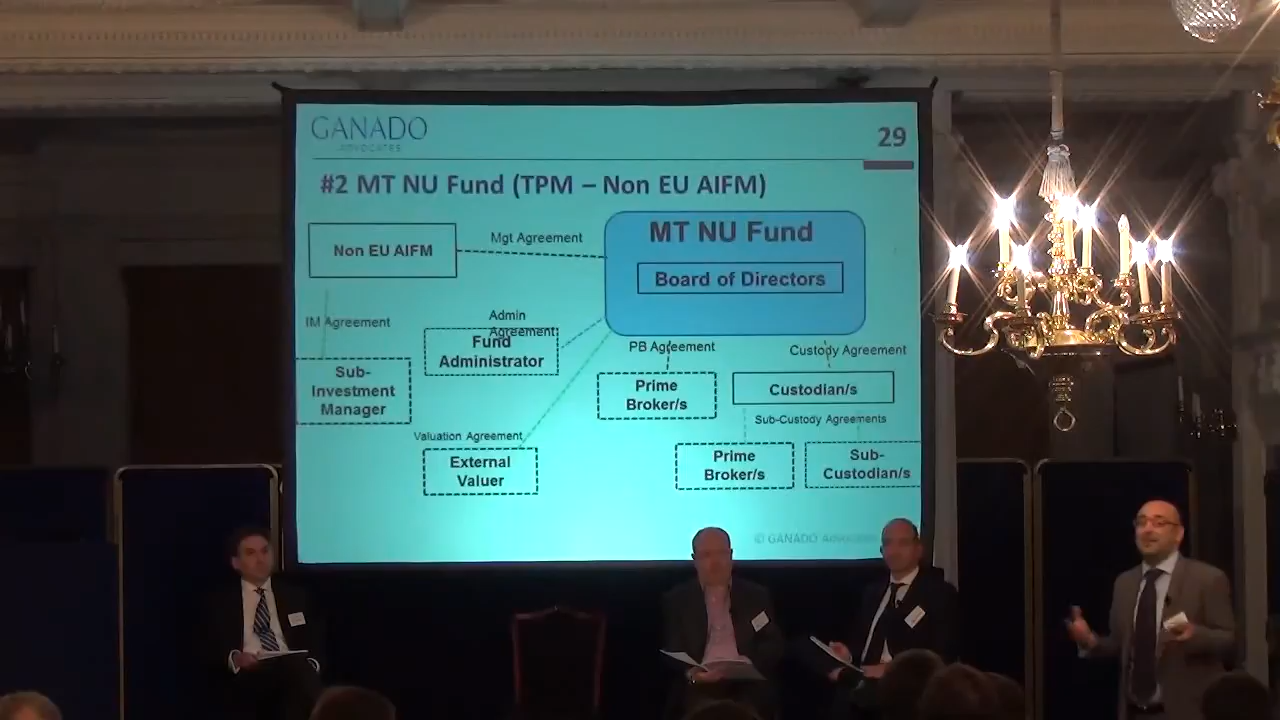 GANADO
ADVOCATES
29
#2 MT NU Fund (TPM – Non EU AIFM)
Non EU AIFM
Mgt Agreement
MT NU Fund
Board of Directors
IM Agreement
Admin
Agreement
Fund
Administrator
PB Agreement
Custody Agreement
Sub-
Investment
Manager
Prime
Broker/s
Custodian/s
Sub-Custody Agreements
Valuation Agreement
External
Valuer
Prime
Broker/s
Sub-
Custodian/s
© GANADO Advocates